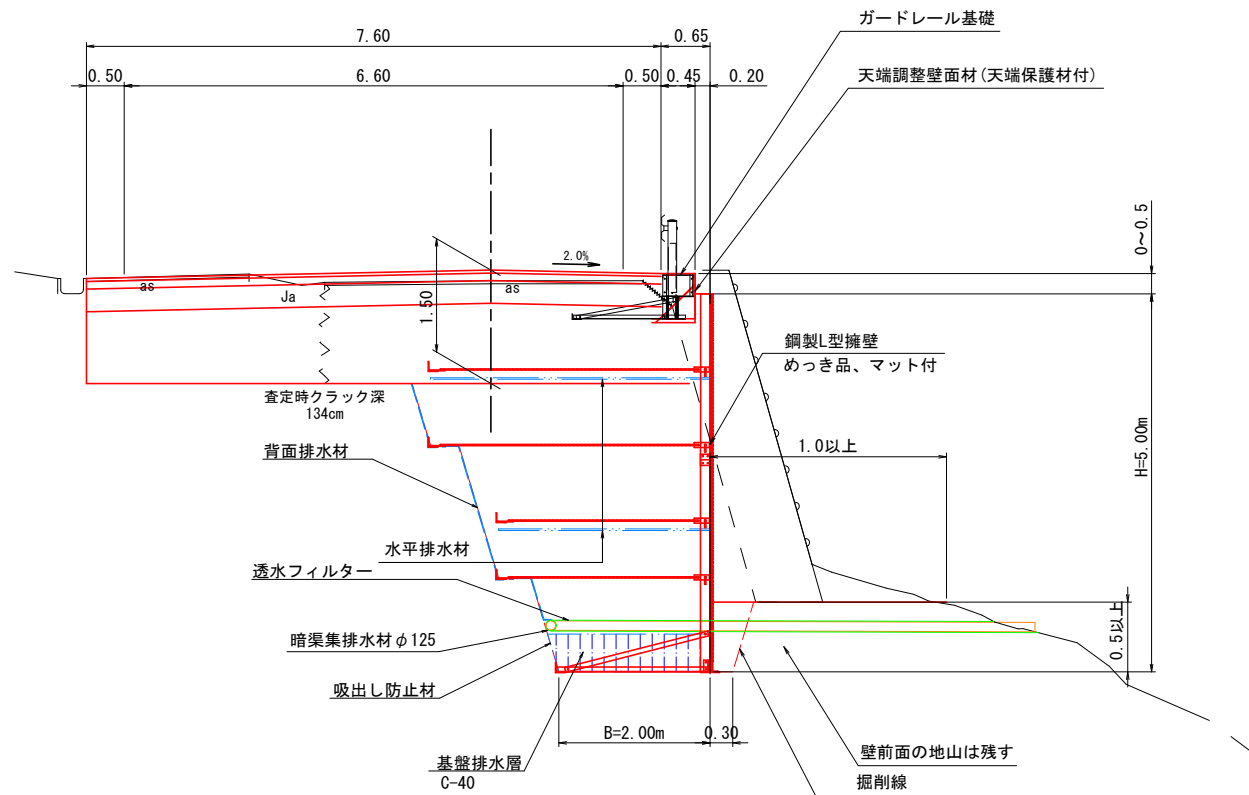 ガードレール基礎
7.60
0.65
0.50
6.60
0.50
0.45
0.20
天端調整壁面材(天端保護材付)
0～0.5
2.0%
as
Ja
as
1.50
鋼製L型擁壁
めっき品、マット付
査定時クラック深
134cm
1.0以上
H=5.00m
背面排水材
水平排水材
透水フィルター
暗渠集排水材φ125
0.5以上
吸出し防止材
B=2.00m
0.30
基盤排水層
C-40
壁前面の地山は残す
掘削線